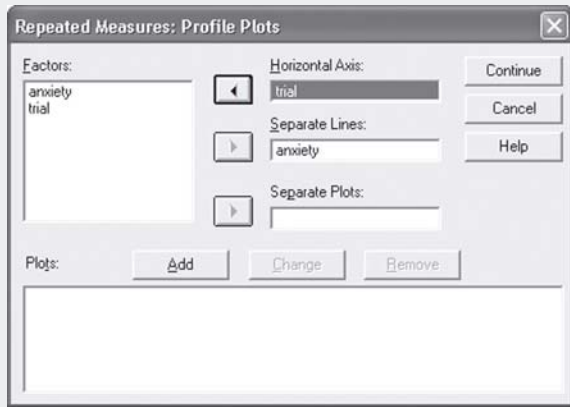 Repeated Measures: Profile Plots
Factors:
anxiety
trial
Horizontal Axis:
trial
Separate Lines:
anxiety
Separate Plots:
Continue
Cancel
Help
Plots:
Add
Change
Remove